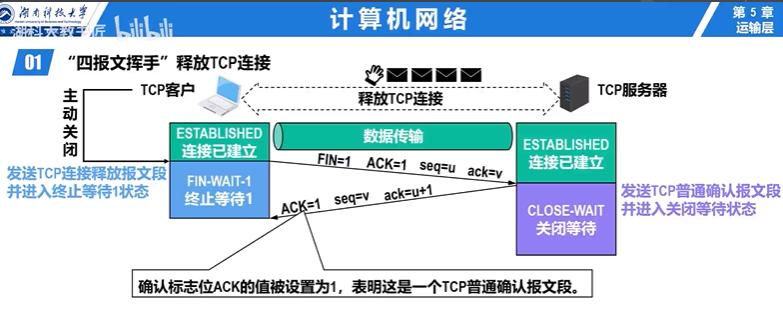 湖南科技大学
湖科大教书匠
bilibili
计算机网络
第 5 章
运输层
01
“四报文挥手”释放TCP连接
主动关闭
TCP客户
释放TCP连接
TCP服务器
ESTABLISHED
连接已建立
数据传输
ESTABLISHED
连接已建立
FIN=1 ACK=1 seq=u ack=v
发送TCP连接释放报文段
并进入终止等待1状态
FIN-WAIT-1
终止等待1
ACK=1 seq=v ack=u+1
CLOSE-WAIT
关闭等待
发送TCP普通确认报文段
并进入关闭等待状态
确认标志位ACK的值被设置为1，表明这是一个TCP普通确认报文段。